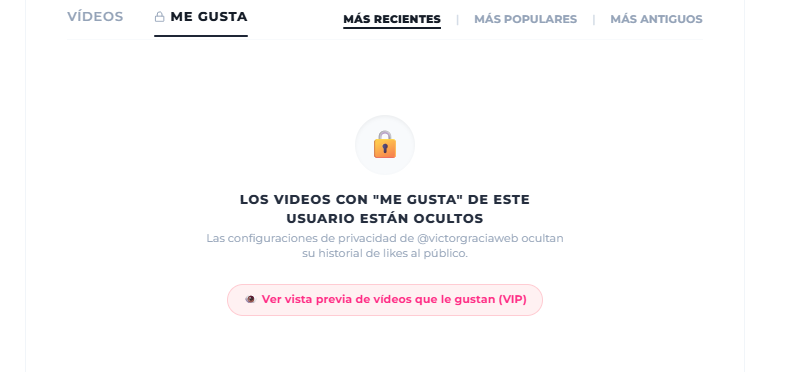 VÍDEOS
ME GUSTA
MÁS RECIENTES | MÁS POPULARES | MÁS ANTIGUOS
LOS VIDEOS CON "ME GUSTA" DE ESTE
USUARIO ESTÁN OCULTOS
Las configuraciones de privacidad de @victorgraciaweb ocultan
su historial de likes al público.
Ver vista previa de vídeos que le gustan (VIP)